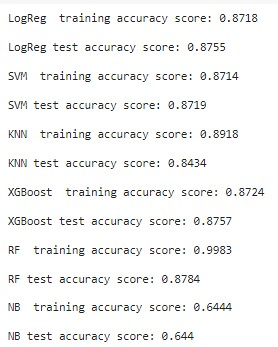 LogReg  training accuracy score: 0.8718
LogReg test accuracy score: 0.8755
SVM  training accuracy score: 0.8714
SVM test accuracy score: 0.8719
KNN  training accuracy score: 0.8918
KNN test accuracy score: 0.8434
XGBoost  training accuracy score: 0.8724
XGBoost test accuracy score: 0.8757
RF  training accuracy score: 0.9983
RF test accuracy score: 0.8784
NB  training accuracy score: 0.6444
NB test accuracy score: 0.644